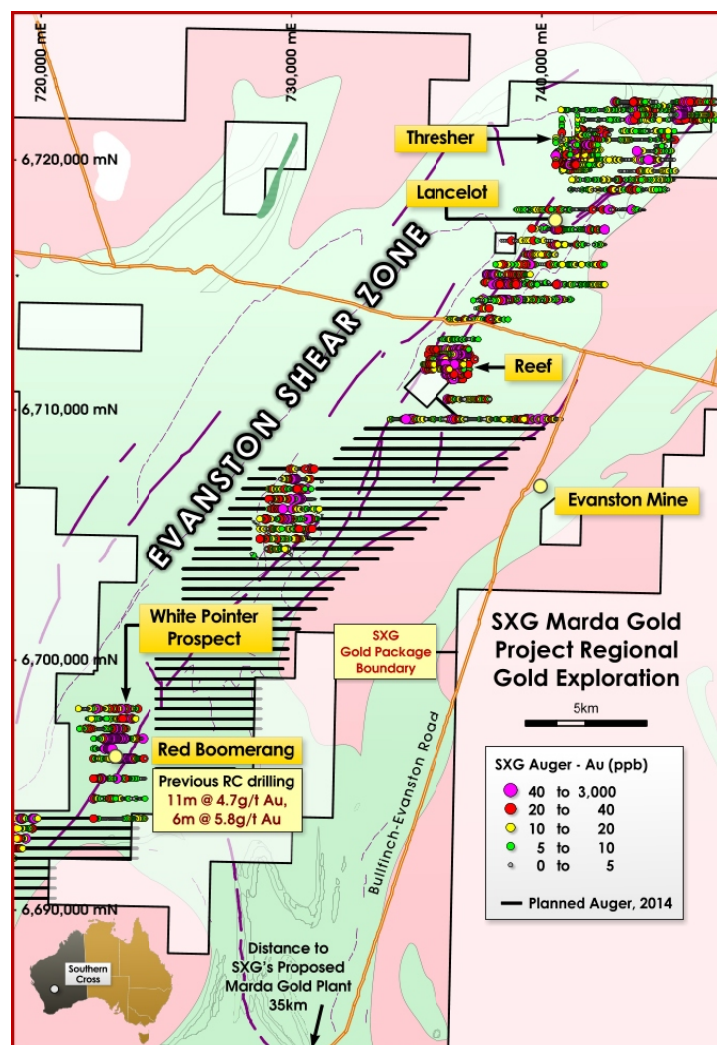 720,000 mE
730,000 mE
740,000 mE
6,720,000 mN
Thresher
Lancelot
EVANSTON SHEAR ZONE
Reef
6,710,000 mN
Evanston Mine
White Pointer
Prospect
SXG
Gold Package
Boundary
SXG Marda Gold
Project Regional
Gold Exploration
6,700,000 mN
5km
Red Boomerang
Previous RC drilling
11m @ 4.7g/t Au,
6m @ 5.8g/t Au
Bullfinch-Evanston Road
SXG Auger - Au (ppb)
40 to 3,000
20 to 40
10 to 20
5 to 10
0 to 5
Planned Auger, 2014
6,690,000 mN
Southern
Cross
Distance to
SXG's Proposed
Marda Gold Plant
35km